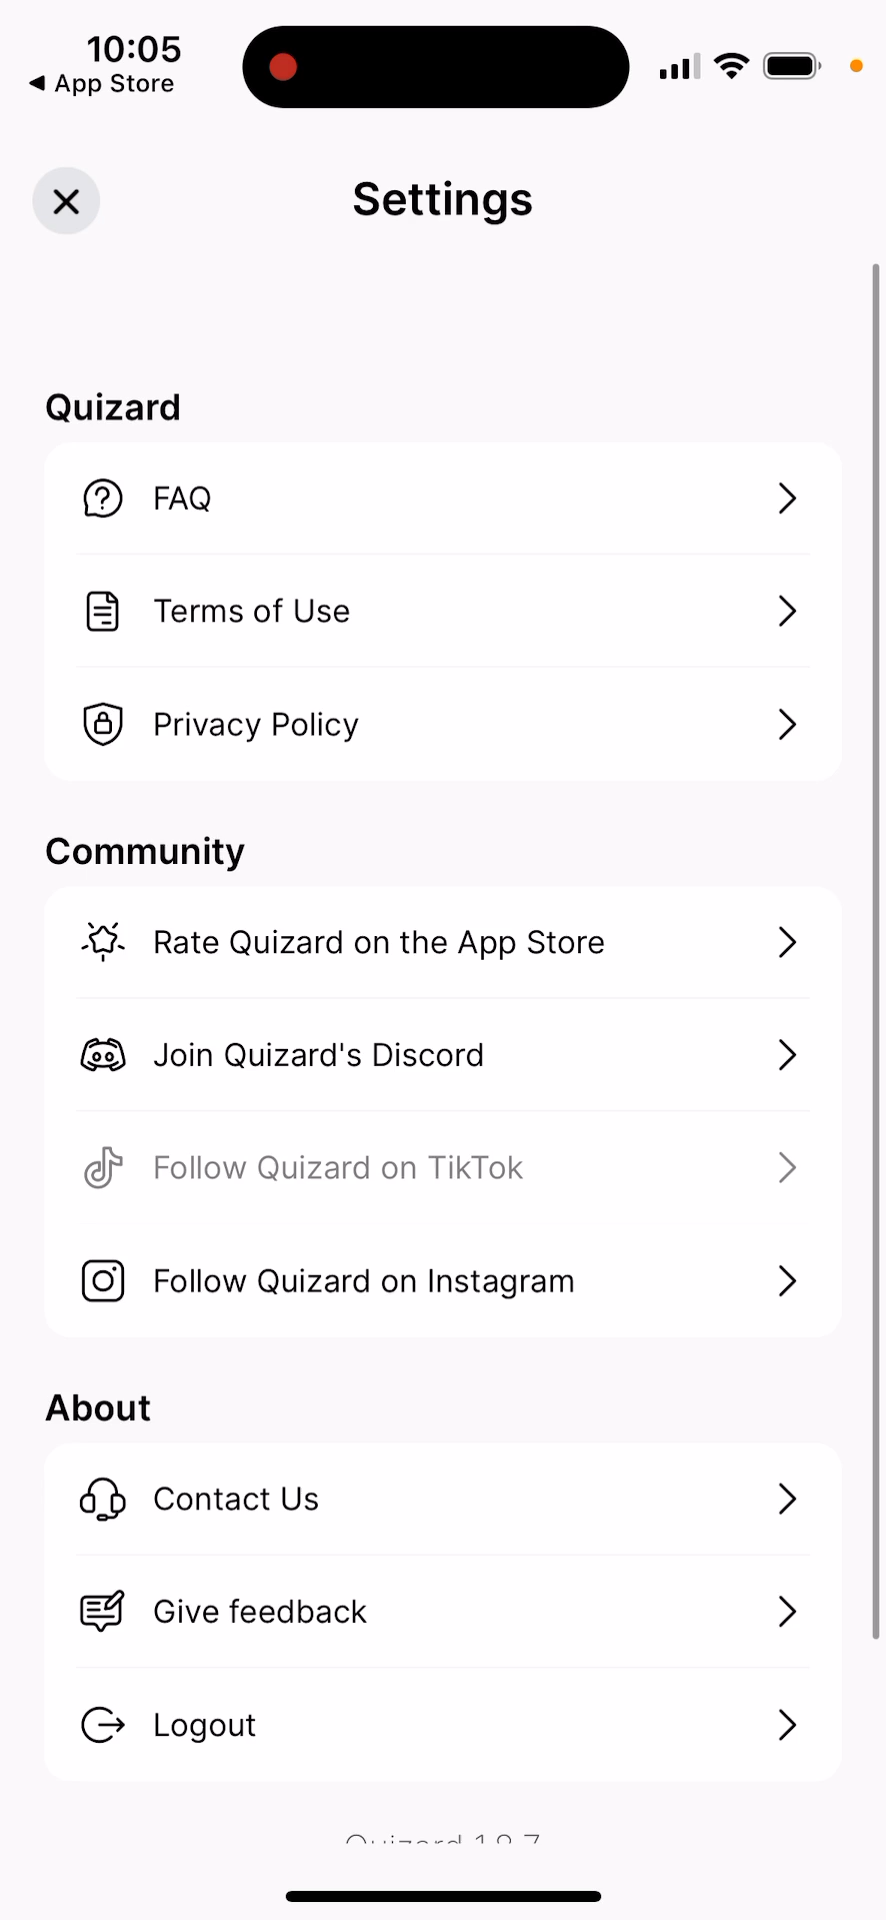 10:05
◀ App Store
Settings
Quizard
FAQ
Terms of Use
Privacy Policy
Community
Rate Quizard on the App Store
Join Quizard's Discord
Follow Quizard on TikTok
Follow Quizard on Instagram
About
Contact Us
Give feedback
Logout
Quizard